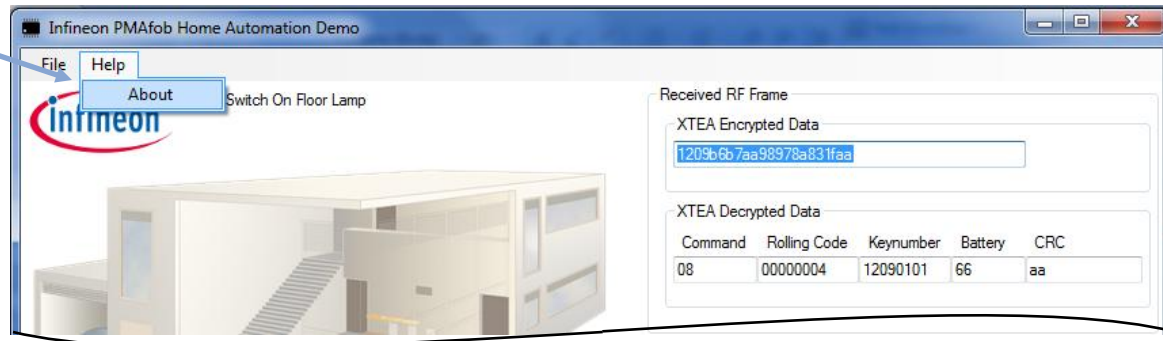 Infineon PMAfob Home Automation Demo
File Help
About
Switch On Floor Lamp
infineon
Received RF Frame
XTEA Encrypted Data
1209b6b7aa98978a831faa
XTEA Decrypted Data
Command Rolling Code Keynumber Battery CRC
08 00000004 12090101 66 aa